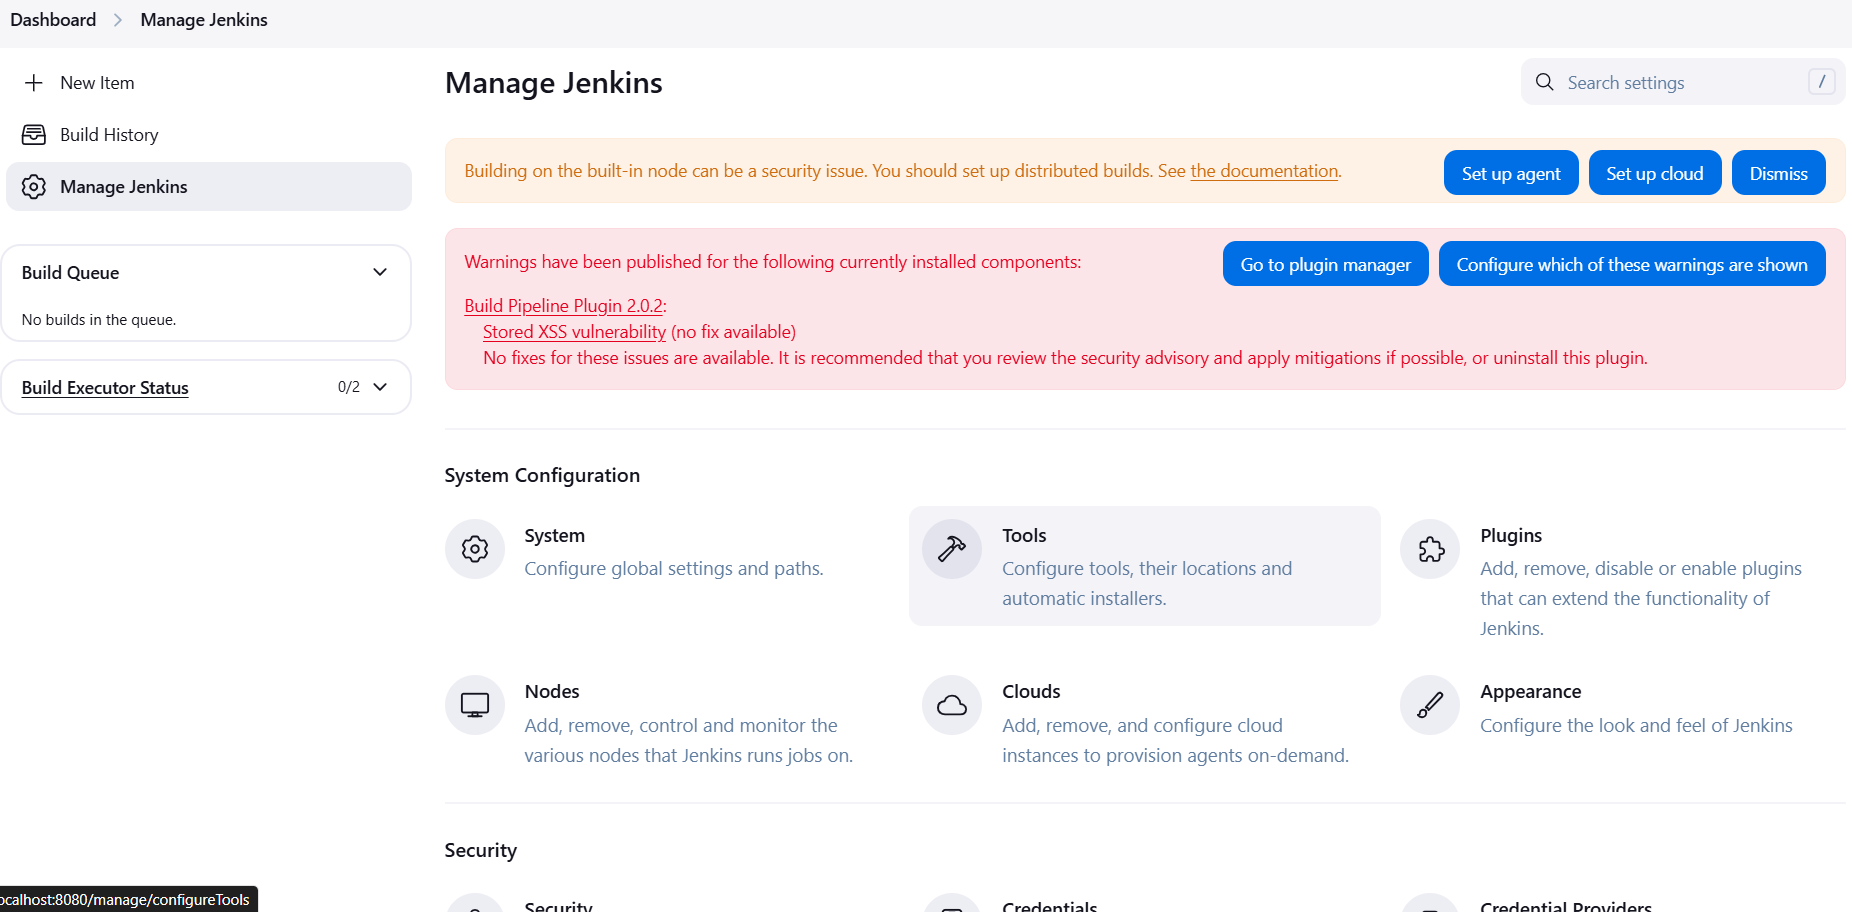 Dashboard > Manage Jenkins
New Item
Build History
Manage Jenkins
Build Queue
No builds in the queue.
Build Executor Status 0/2
Manage Jenkins
Search settings /
Building on the built-in node can be a security issue. You should set up distributed builds. See the documentation.
Set up agent Set up cloud Dismiss
Warnings have been published for the following currently installed components:
Go to plugin manager Configure which of these warnings are shown
Build Pipeline Plugin 2.0.2:
Stored XSS vulnerability (no fix available)
No fixes for these issues are available. It is recommended that you review the security advisory and apply mitigations if possible, or uninstall this plugin.
System Configuration
System
Configure global settings and paths.
Tools
Configure tools, their locations and
automatic installers.
Plugins
Add, remove, disable or enable plugins
that can extend the functionality of
Jenkins.
Nodes
Add, remove, control and monitor the
various nodes that Jenkins runs jobs on.
Clouds
Add, remove, and configure cloud
instances to provision agents on-demand.
Appearance
Configure the look and feel of Jenkins
Security
Security
Credentials
Credential Providers
ocalhost:8080/manage/configureTools